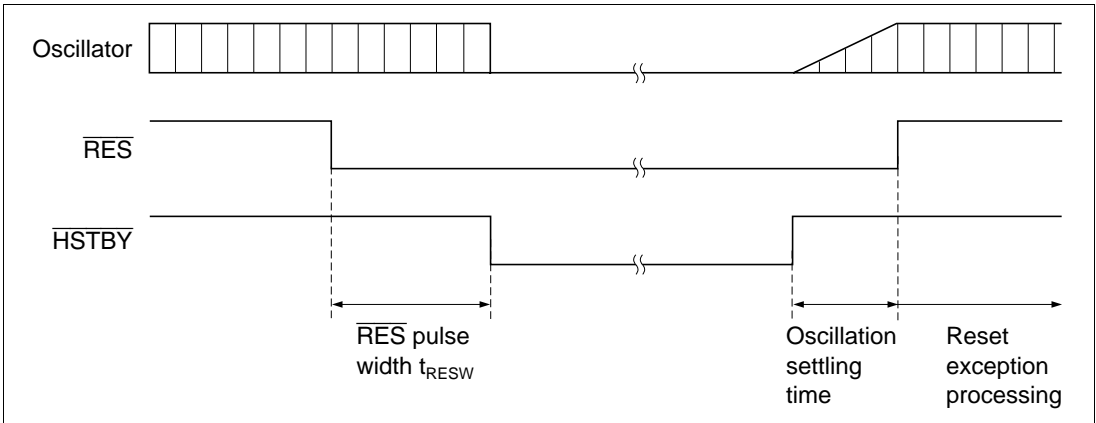 Oscillator
RES
HSTBY
RES pulse
width tRESW
Oscillation
settling
time
Reset
exception
processing